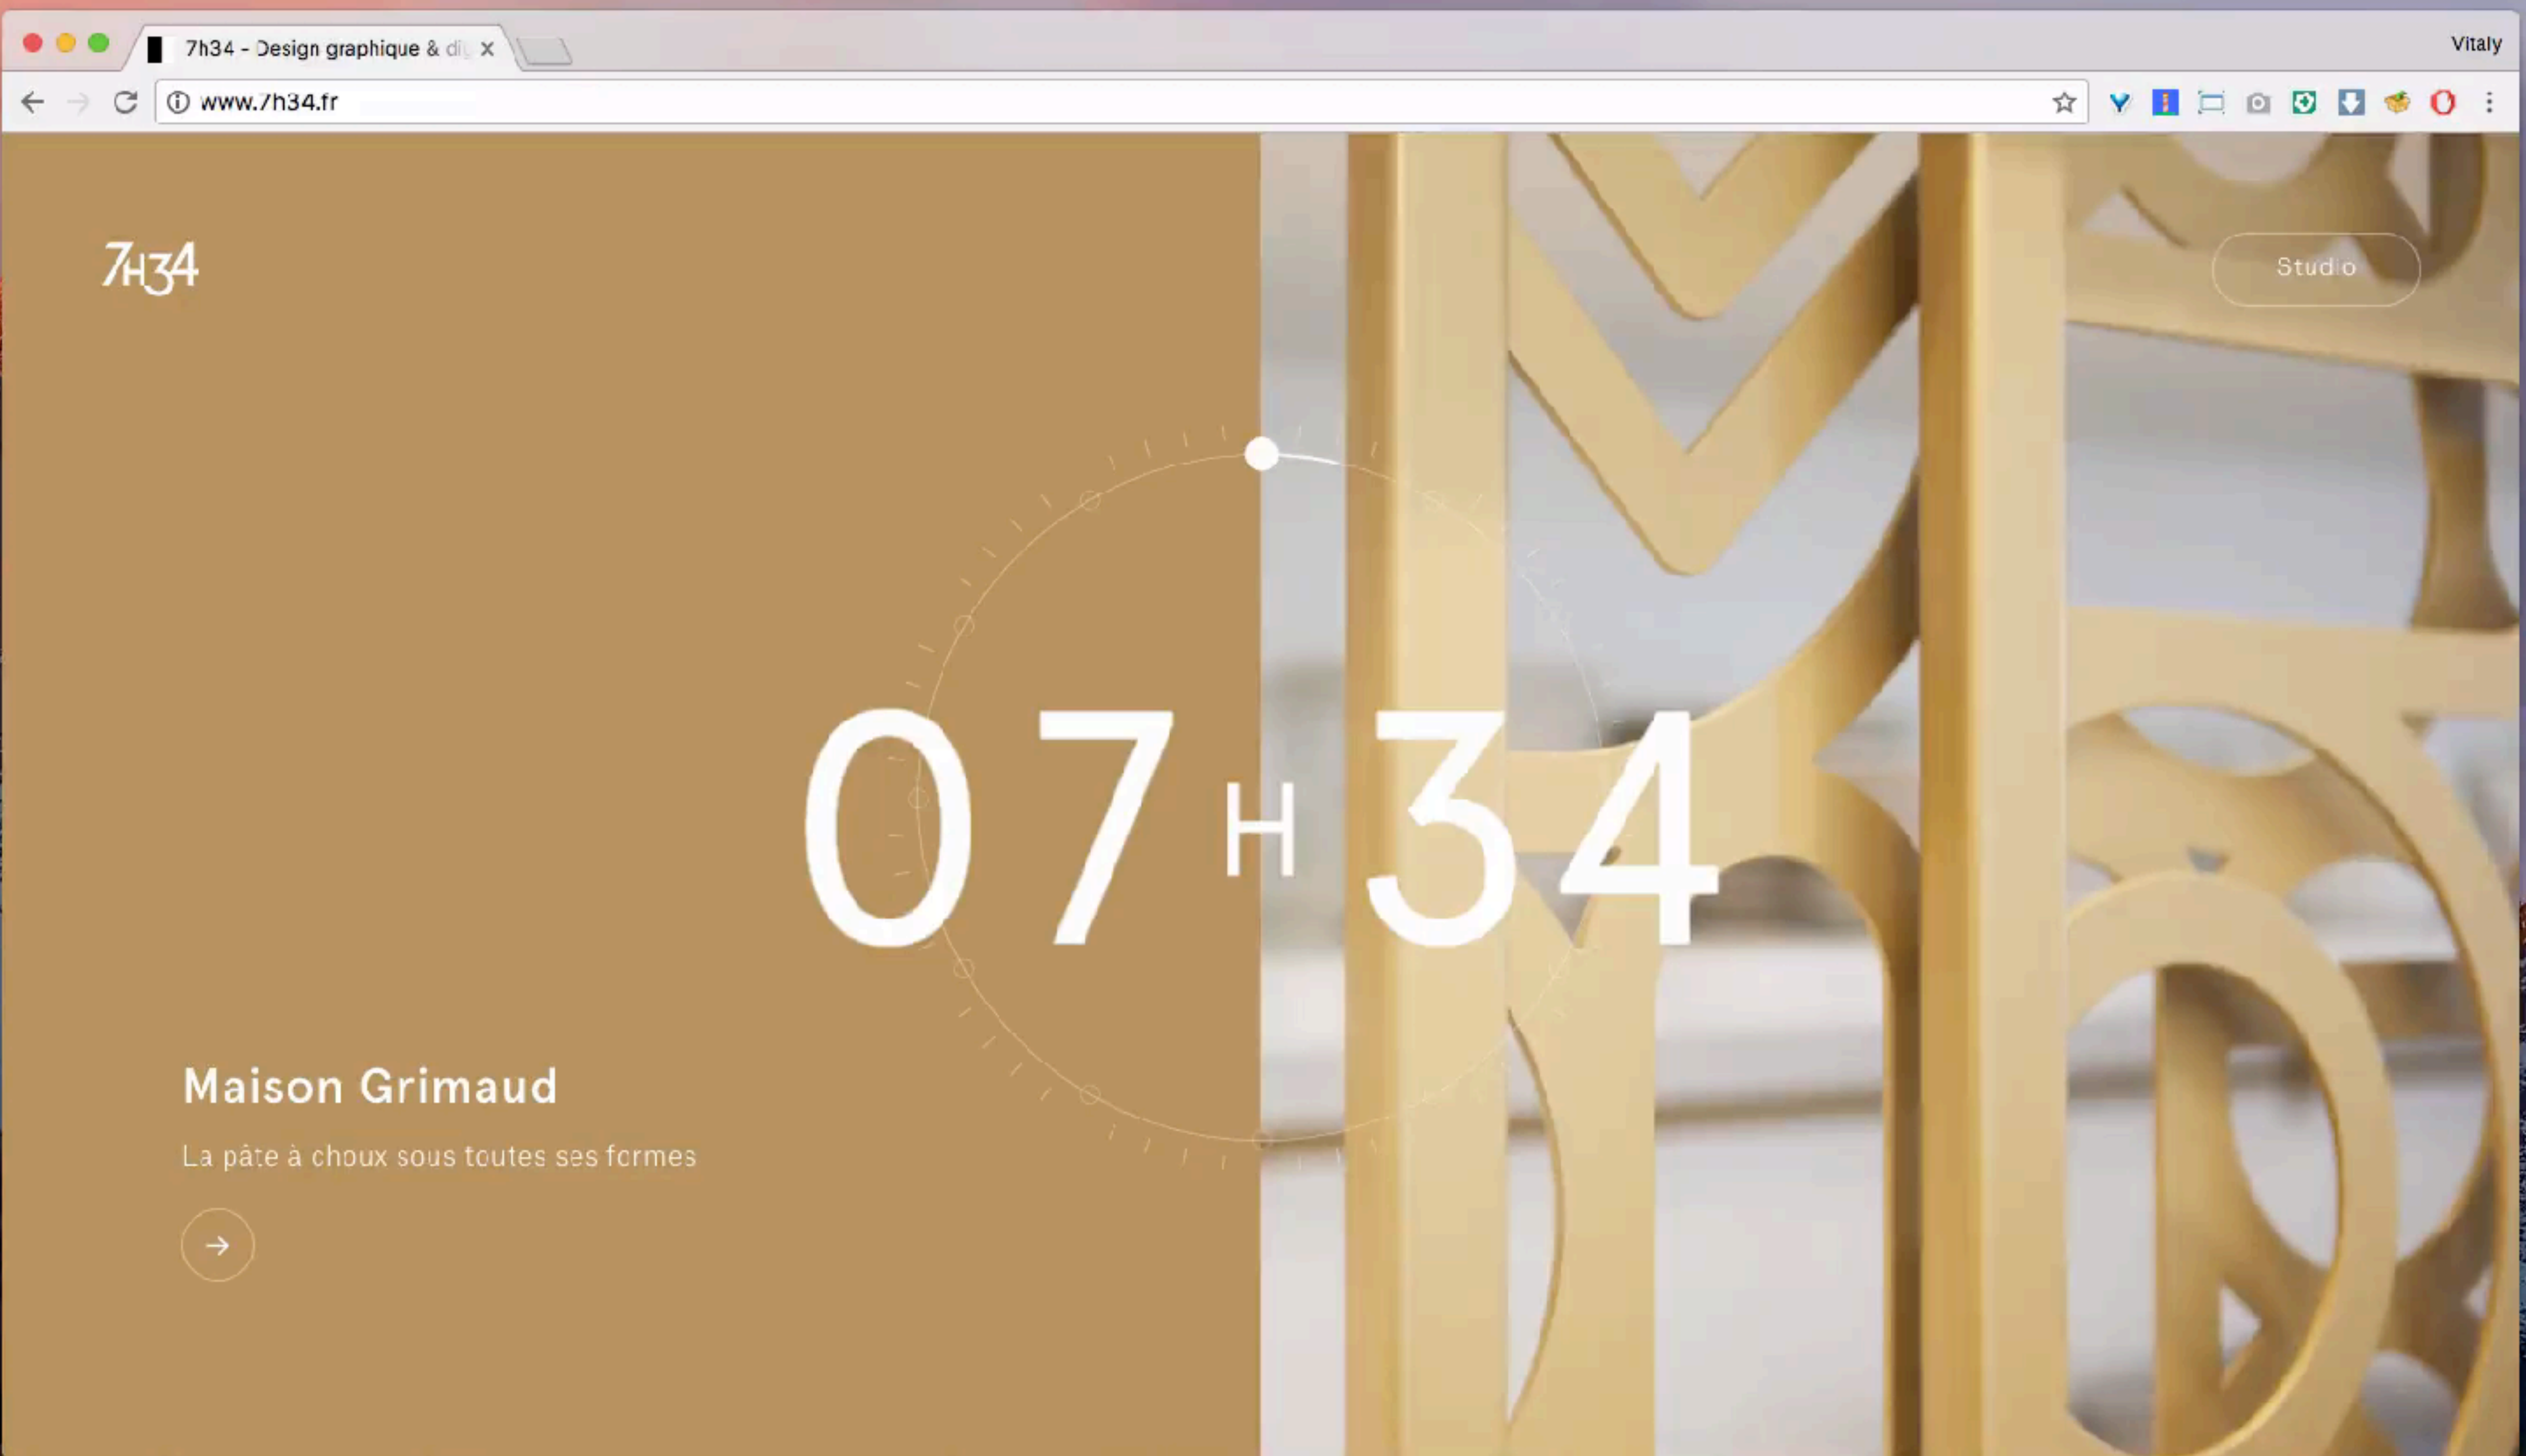 7h34 - Design graphique & di
Vitaly
www.7h34.fr
7H34
Studio
07H34
Maison Grimaud
La pâte à choux sous toutes ses formes